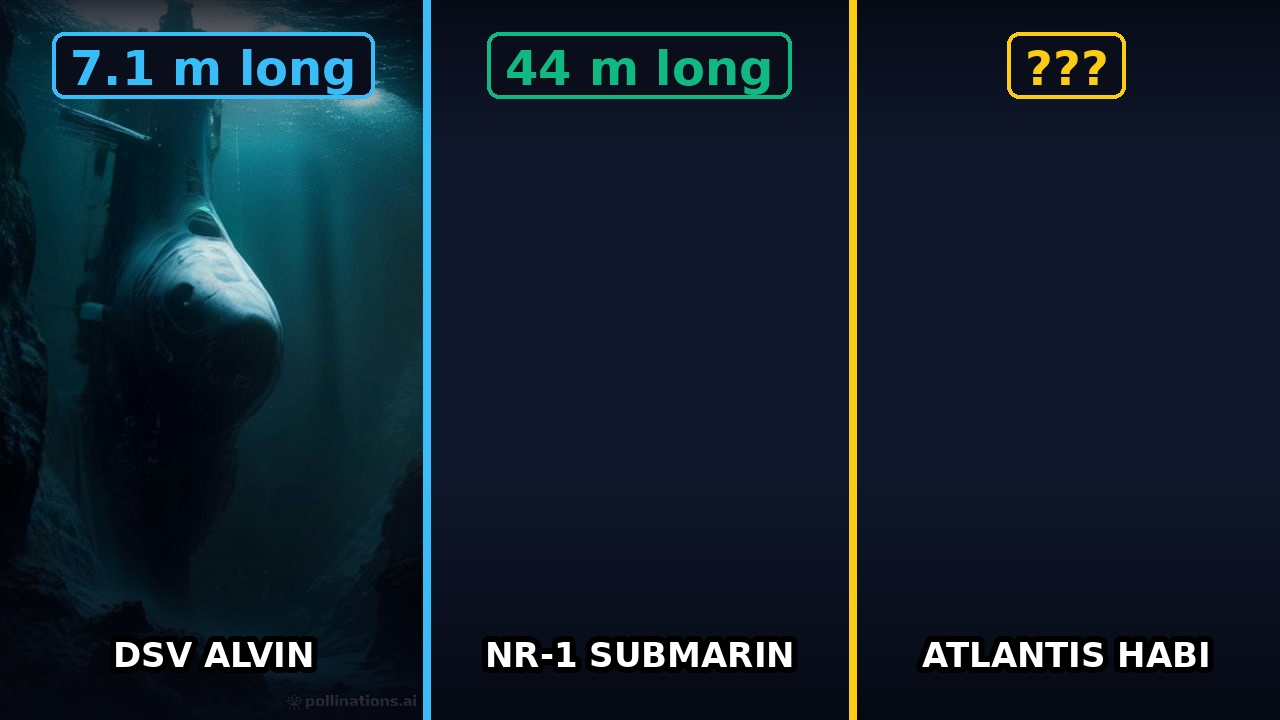 7.1 m long
44 m long
???
DSV ALVIN
NR-1 SUBMARIN
ATLANTIS HABI
pollinations.ai